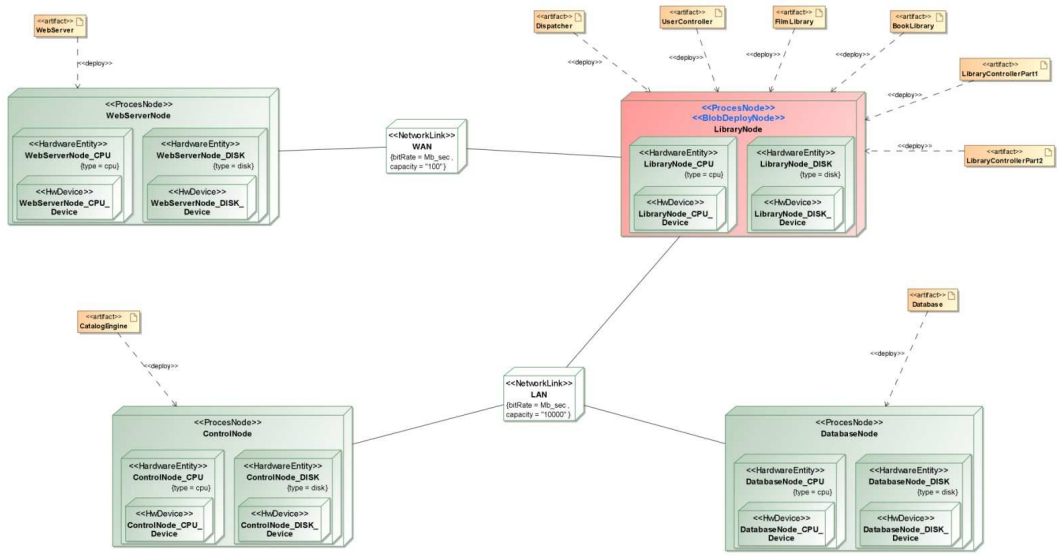 <<artifact>>
WebServer
<<artifact>>
Dispatcher
<<artifact>>
UserController
<<artifact>>
FilmLibrary
<<artifact>>
BookLibrary
<<deploy>>
<<deploy>>
<<deploy>>
<<deploy>>
<<deploy>>
<<artifact>>
LibraryControllerPart1
<<deploy>>
<<artifact>>
LibraryControllerPart2
<<deploy>>
<<ProcesNode>>
WebServerNode
<<HardwareEntity>>
WebServerNode_CPU
{type = cpu}
<<HwDevice>>
WebServerNode_CPU_
Device
<<HardwareEntity>>
WebServerNode_DISK
{type = disk}
<<HwDevice>>
WebServerNode_DISK_
Device
<<NetworkLink>>
WAN
{bitRate = Mb_sec ,
capacity = "100" }
<<ProcesNode>>
<<BlobDeployNode>>
LibraryNode
<<HardwareEntity>>
LibraryNode_CPU
{type = cpu}
<<HwDevice>>
LibraryNode_CPU_
Device
<<HardwareEntity>>
LibraryNode_DISK
{type = disk}
<<HwDevice>>
LibraryNode_DISK_
Device
<<artifact>>
CatalogEngine
<<deploy>>
<<artifact>>
Database
<<deploy>>
<<NetworkLink>>
LAN
{bitRate = Mb_sec ,
capacity = "10000" }
<<ProcesNode>>
ControlNode
<<HardwareEntity>>
ControlNode_CPU
{type = cpu}
<<HwDevice>>
ControlNode_CPU_
Device
<<HardwareEntity>>
ControlNode_DISK
{type = disk}
<<HwDevice>>
ControlNode_DISK_
Device
<<ProcesNode>>
DatabaseNode
<<HardwareEntity>>
DatabaseNode_CPU
{type = cpu}
<<HwDevice>>
DatabaseNode_CPU_
Device
<<HardwareEntity>>
DatabaseNode_DISK
{type = disk}
<<HwDevice>>
DatabaseNode_DISK_
Device